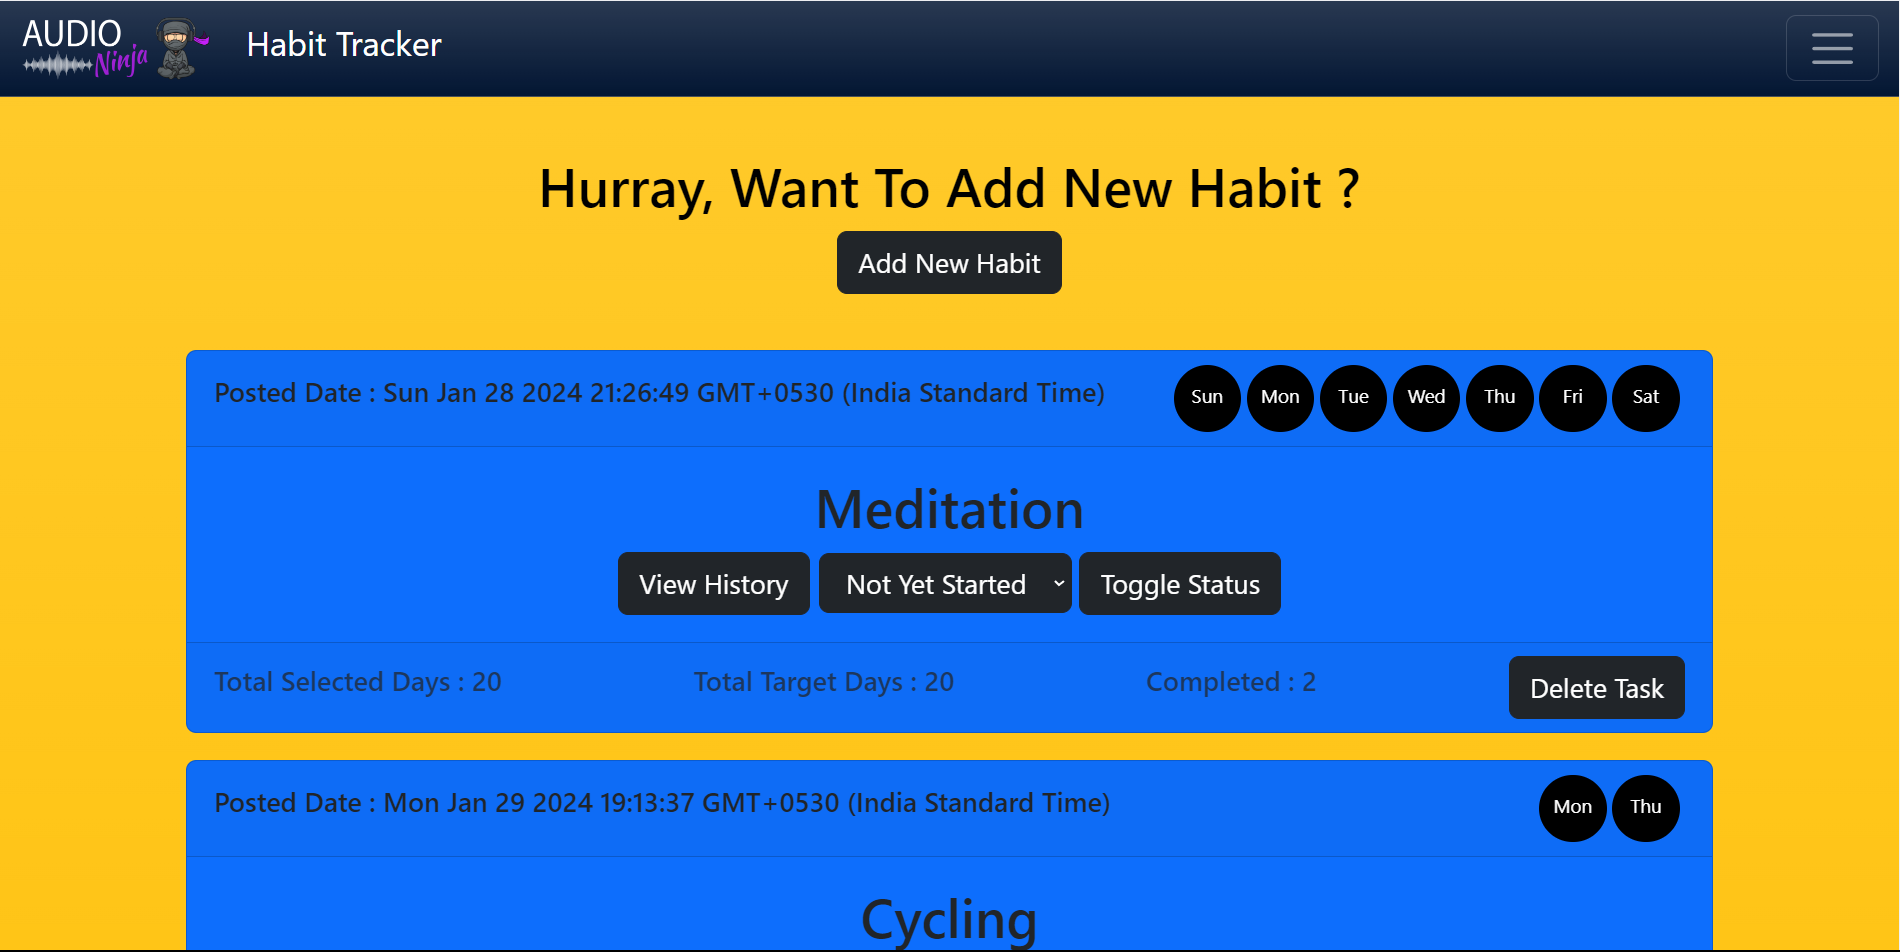 AUDIO
Ninja
Habit Tracker
Hurray, Want To Add New Habit ?
Add New Habit
Posted Date : Sun Jan 28 2024 21:26:49 GMT+0530 (India Standard Time) Sun Mon Tue Wed Thu Fri Sat
Meditation
View History Not Yet Started Toggle Status
Total Selected Days : 20 Total Target Days : 20 Completed : 2 Delete Task
Posted Date : Mon Jan 29 2024 19:13:37 GMT+0530 (India Standard Time) Mon Thu
Cycling